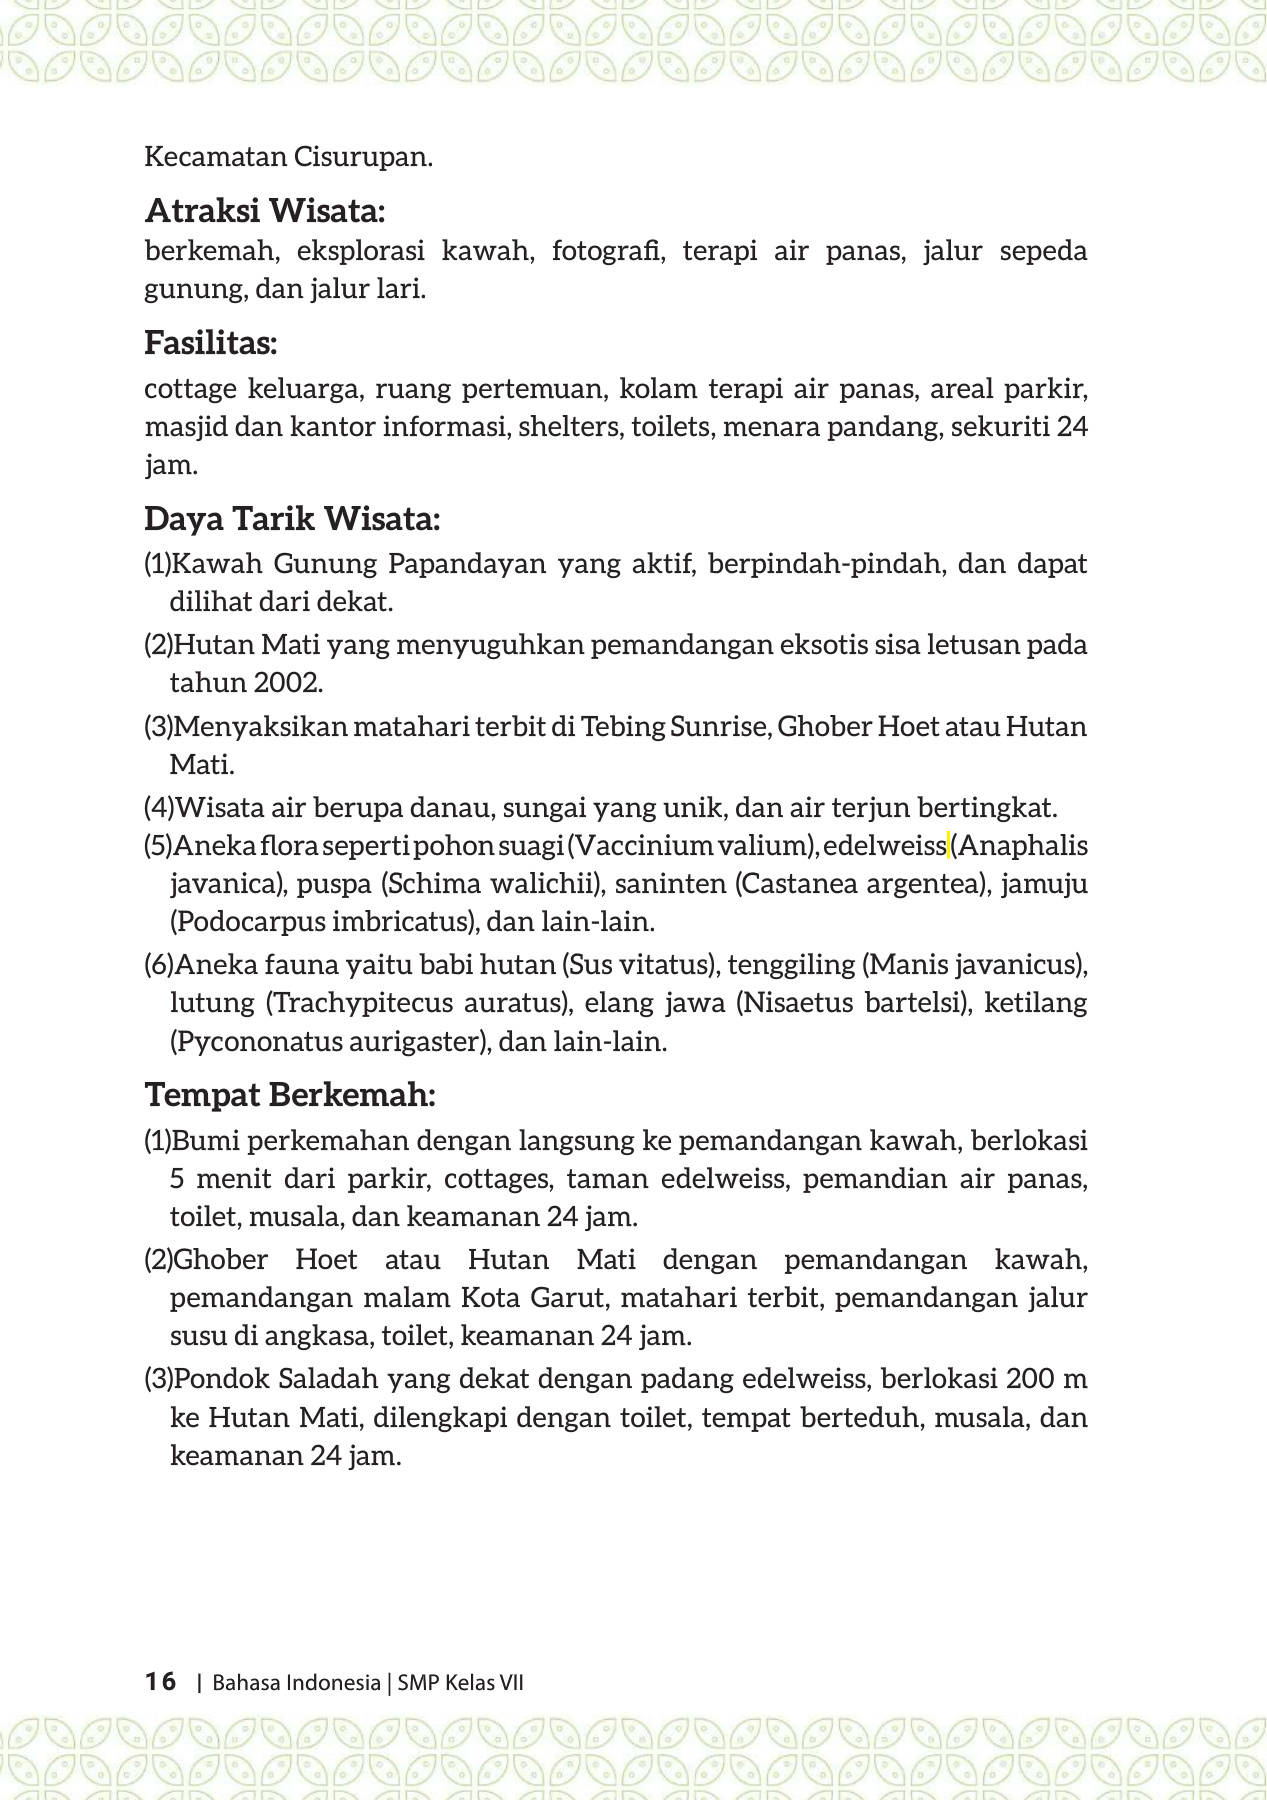 Kecamatan Cisurupan.
Atraksi Wisata:
berkemah, eksplorasi kawah, fotografi, terapi air panas, jalur sepeda
gunung, dan jalur lari.
Fasilitas:
cottage keluarga, ruang pertemuan, kolam terapi air panas, areal parkir,
masjid dan kantor informasi, shelters, toilets, menara pandang, sekuriti 24
jam.
Daya Tarik Wisata:
(1)Kawah Gunung Papandayan yang aktif, berpindah-pindah, dan dapat
dilihat dari dekat.
(2)Hutan Mati yang menyuguhkan pemandangan eksotis sisa letusan pada
tahun 2002.
(3)Menyaksikan matahari terbit di Tebing Sunrise, Ghober Hoet atau Hutan
Mati.
(4)Wisata air berupa danau, sungai yang unik, dan air terjun bertingkat.
(5)Aneka flora seperti pohon suagi (Vaccinium valium), edelweiss (Anaphalis
javanica), puspa (Schima walichii), saninten (Castanea argentea), jamuju
(Podocarpus imbricatus), dan lain-lain.
(6)Aneka fauna yaitu babi hutan (Sus vitatus), tenggiling (Manis javanicus),
lutung (Trachypitecus auratus), elang jawa (Nisaetus bartelsi), ketilang
(Pycononatus aurigaster), dan lain-lain.
Tempat Berkemah:
(1)Bumi perkemahan dengan langsung ke pemandangan kawah, berlokasi
5 menit dari parkir, cottages, taman edelweiss, pemandian air panas,
toilet, musala, dan keamanan 24 jam.
(2)Ghober Hoet atau Hutan Mati dengan pemandangan kawah,
pemandangan malam Kota Garut, matahari terbit, pemandangan jalur
susu di angkasa, toilet, keamanan 24 jam.
(3)Pondok Saladah yang dekat dengan padang edelweiss, berlokasi 200 m
ke Hutan Mati, dilengkapi dengan toilet, tempat berteduh, musala, dan
keamanan 24 jam.
16 | Bahasa Indonesia | SMP Kelas VII